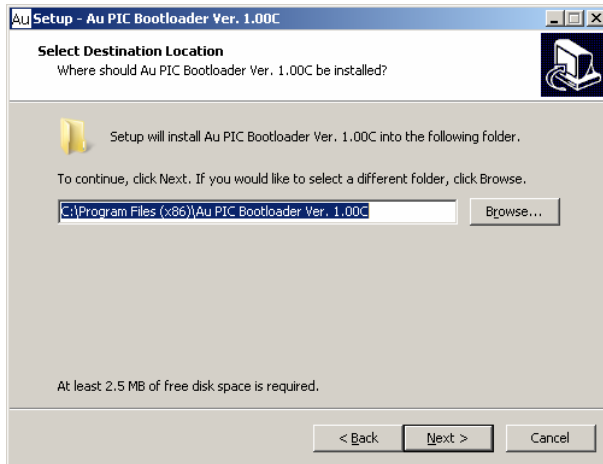 Au Setup - Au PIC Bootloader Ver. 1.00C
Select Destination Location
Where should Au PIC Bootloader Ver. 1.00C be installed?
Setup will install Au PIC Bootloader Ver. 1.00C into the following folder.
To continue, click Next. If you would like to select a different folder, click Browse.
C:\Program Files (x86)\Au PIC Bootloader Ver. 1.00C
Browse...
At least 2.5 MB of free disk space is required.
< Back Next > Cancel